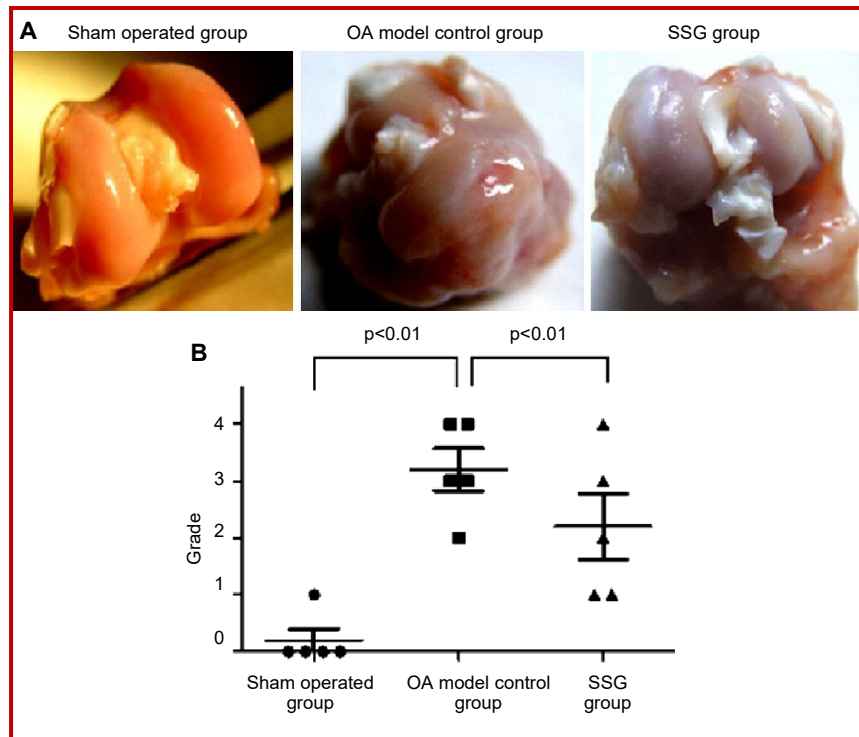 A
Sham operated group
OA model control group
SSG group
B
p<0.01
p<0.01
Grade
4
3
2
1
0
Sham operated
group
OA model control
group
SSG
group